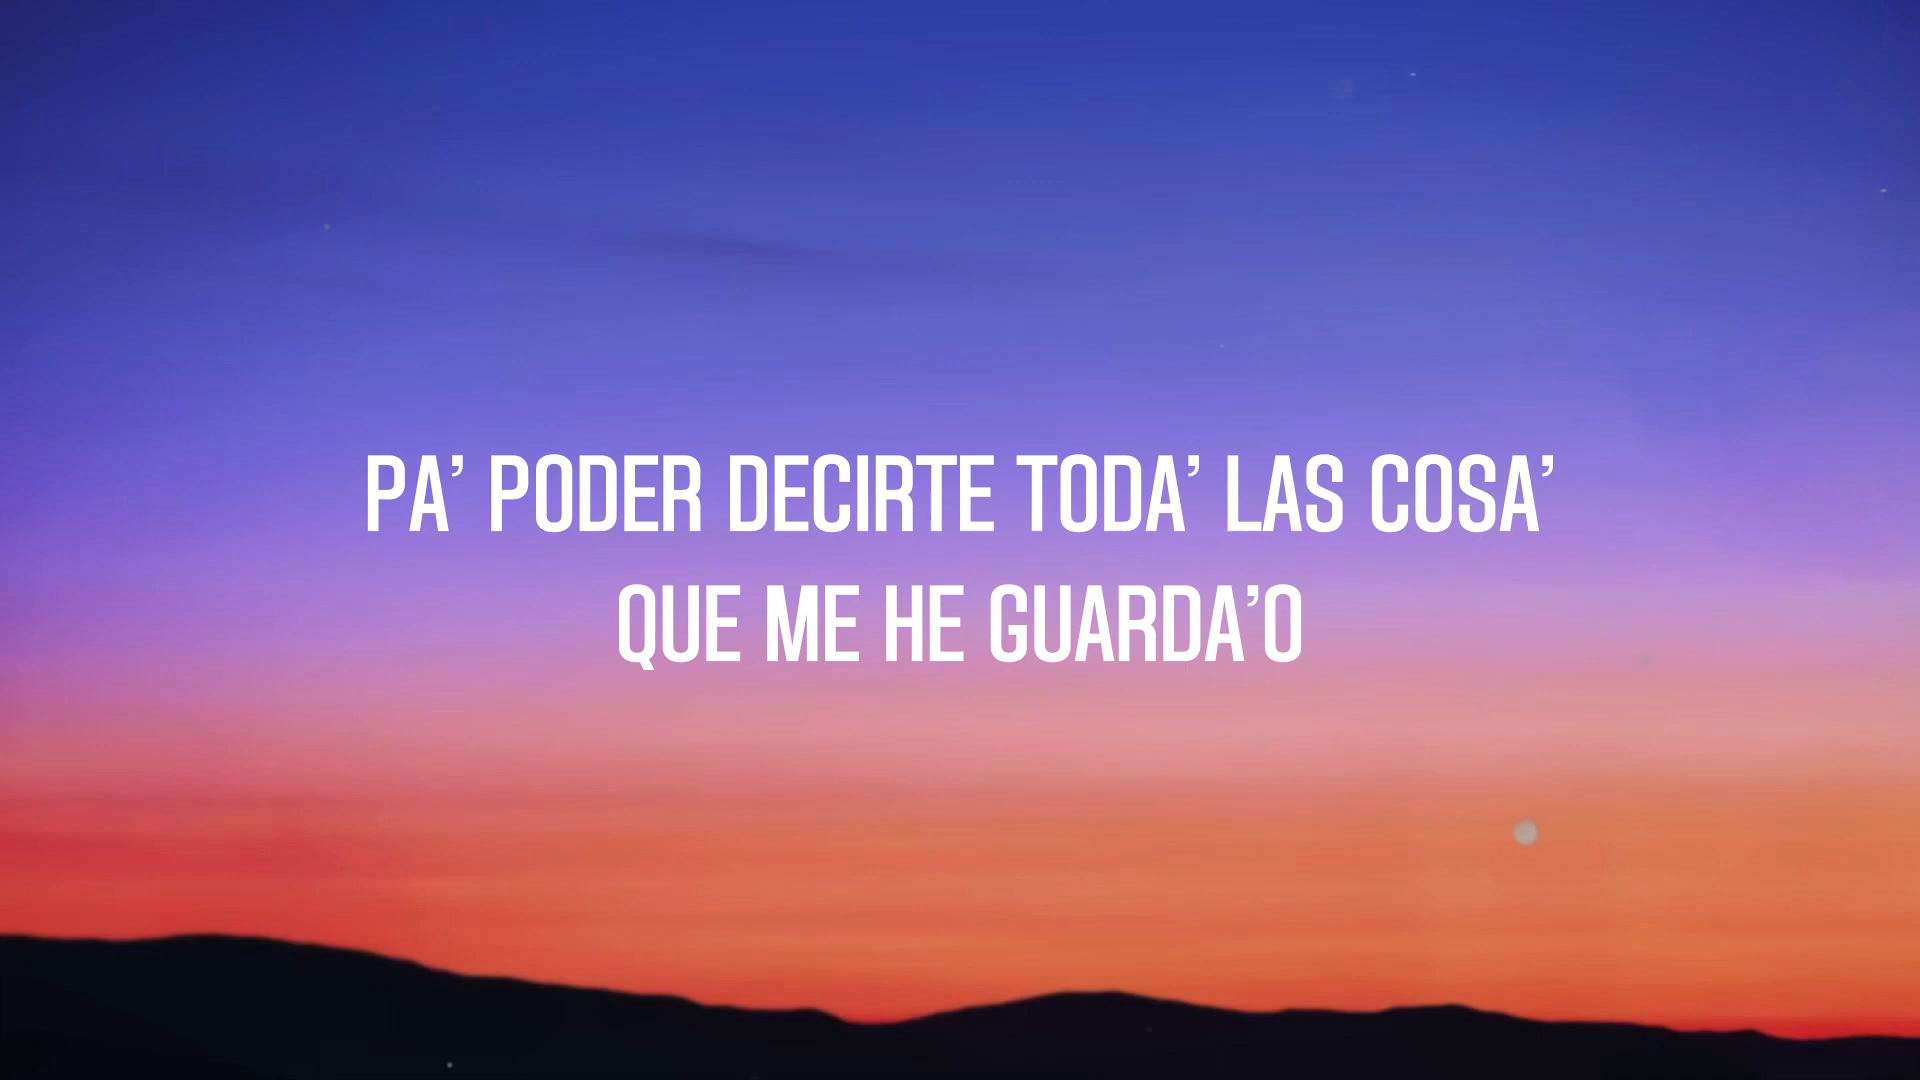 PA’ PODER DECIRTE TODA’ LAS COSA’
QUE ME HE GUARDA’O